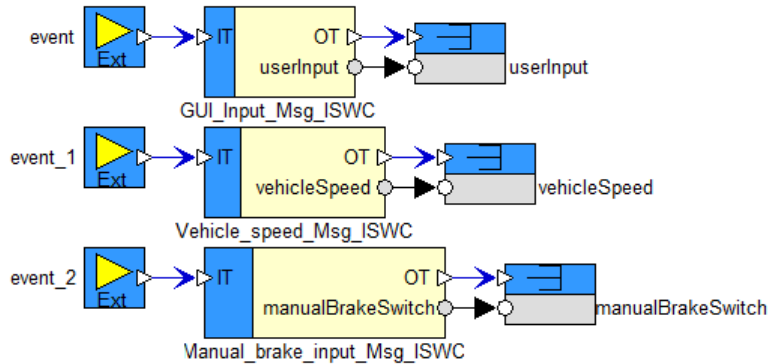 event
Ext
IT
OT
userInput
userInput
GUI_Input_Msg_ISWC
event_1
Ext
IT
OT
vehicleSpeed
vehicleSpeed
Vehicle_speed_Msg_ISWC
event_2
Ext
IT
OT
manualBrakeSwitch
manualBrakeSwitch
Manual_brake_input_Msg_ISWC